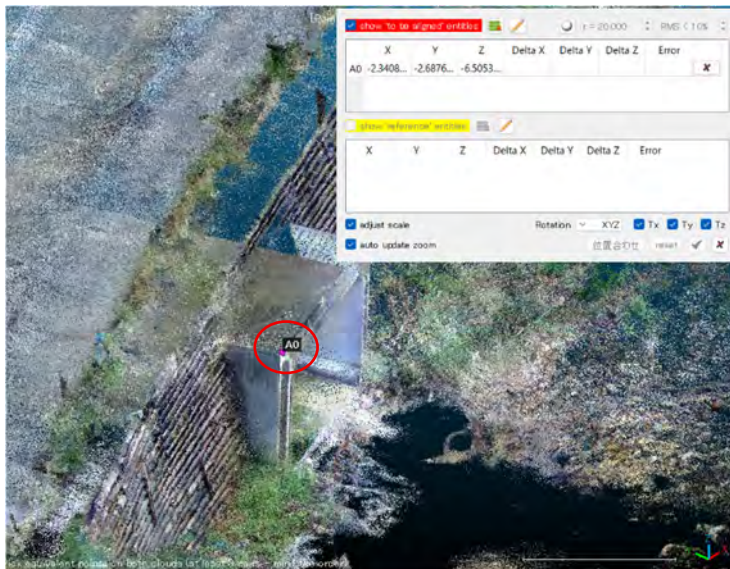 show 'to be aligned' entities r = 20.000 RMS < 10%
X Y Z Delta X Delta Y Delta Z Error
A0 -2.3408... -2.6876... -6.5053...
show 'reference' entities
X Y Z Delta X Delta Y Delta Z Error
adjust scale Rotation XYZ Tx Ty Tz
auto update zoom 位置合わせ reset
A0